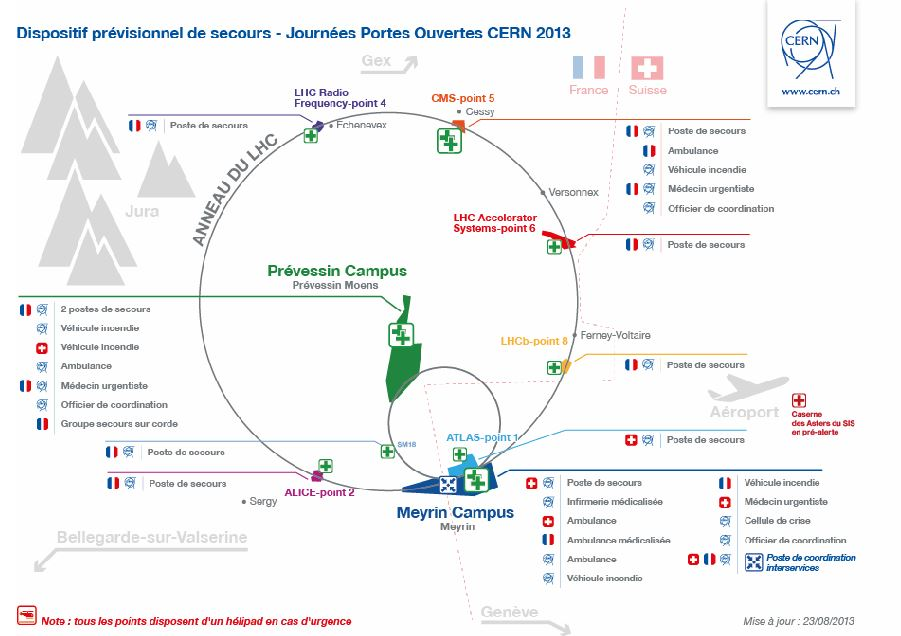 Dispositif prévisionnel de secours - Journées Portes Ouvertes CERN 2013
CERN
www.cern.ch
Gex
France
Suisse
LHC Radio
Frequency-point 4
Poste de secours
Echenevex
CMS-point 5
Cessy
Poste de secours
Ambulance
Véhicule incendie
Médecin urgentiste
Officier de coordination
ANNEAU DU LHC
Jura
Versonnex
LHC Accelerator
Systems-point 6
Poste de secours
Prévessin Campus
Prévessin Moens
2 postes de secours
Véhicule incendie
Véhicule incendie
Ambulance
Médecin urgentiste
Officier de coordination
Groupe secours sur corde
Ferney-Voltaire
LHCb-point 8
Poste de secours
Aéroport
Caserne
des Asters du SIS
en pré-alerte
ATLAS-point 1
Poste de secours
SM18
Poste de secours
Poste de secours
ALICE-point 2
Sergy
Meyrin Campus
Meyrin
Poste de secours
Infirmerie médicalisée
Ambulance
Ambulance médicalisée
Ambulance
Véhicule incendie
Véhicule incendie
Médecin urgentiste
Cellule de crise
Officier de coordination
Poste de coordination
interservices
Bellegarde-sur-Valserine
Genève
Note : tous les points disposent d'un hélipad en cas d'urgence
Mise à jour : 23/08/2013